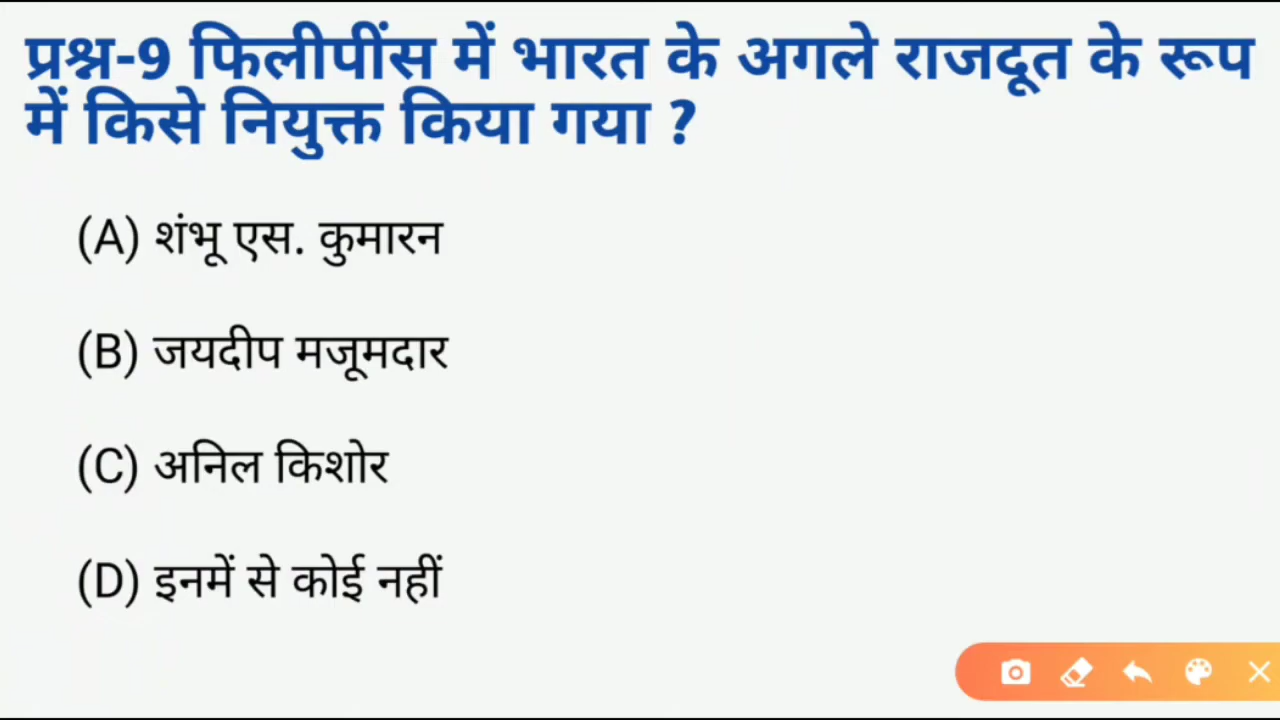 प्रश्न-9 फिलीपींस में भारत के अगले राजदूत के रूप
में किसे नियुक्त किया गया ?
(A) शंभू एस. कुमारन
(B) जयदीप मजूमदार
(C) अनिल किशोर
(D) इनमें से कोई नहीं